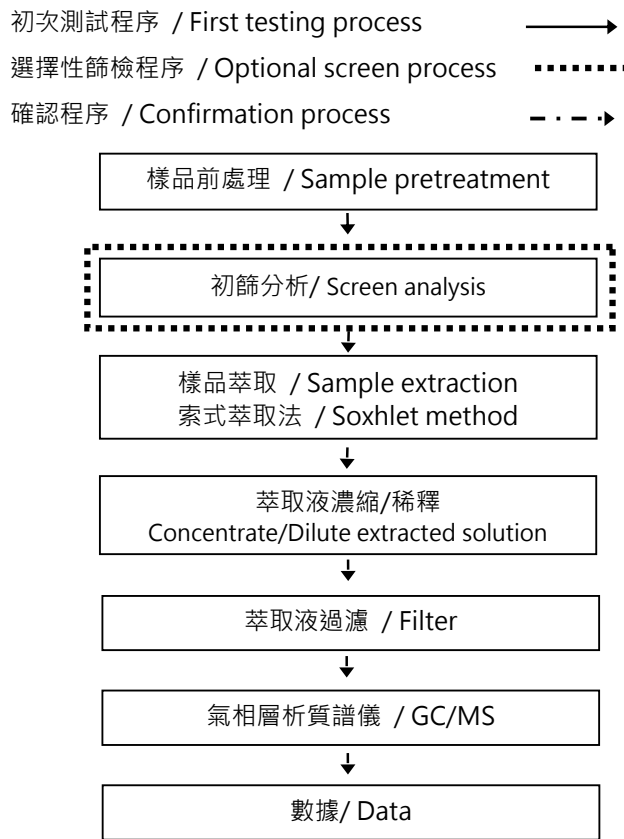 初次測試程序 / First testing process
選擇性篩檢程序 / Optional screen process
確認程序 / Confirmation process
樣品前處理 / Sample pretreatment
初篩分析/ Screen analysis
樣品萃取 / Sample extraction
索式萃取法 / Soxhlet method
萃取液濃縮/稀釋
Concentrate/Dilute extracted solution
萃取液過濾 / Filter
氣相層析質譜儀 / GC/MS
數據/ Data